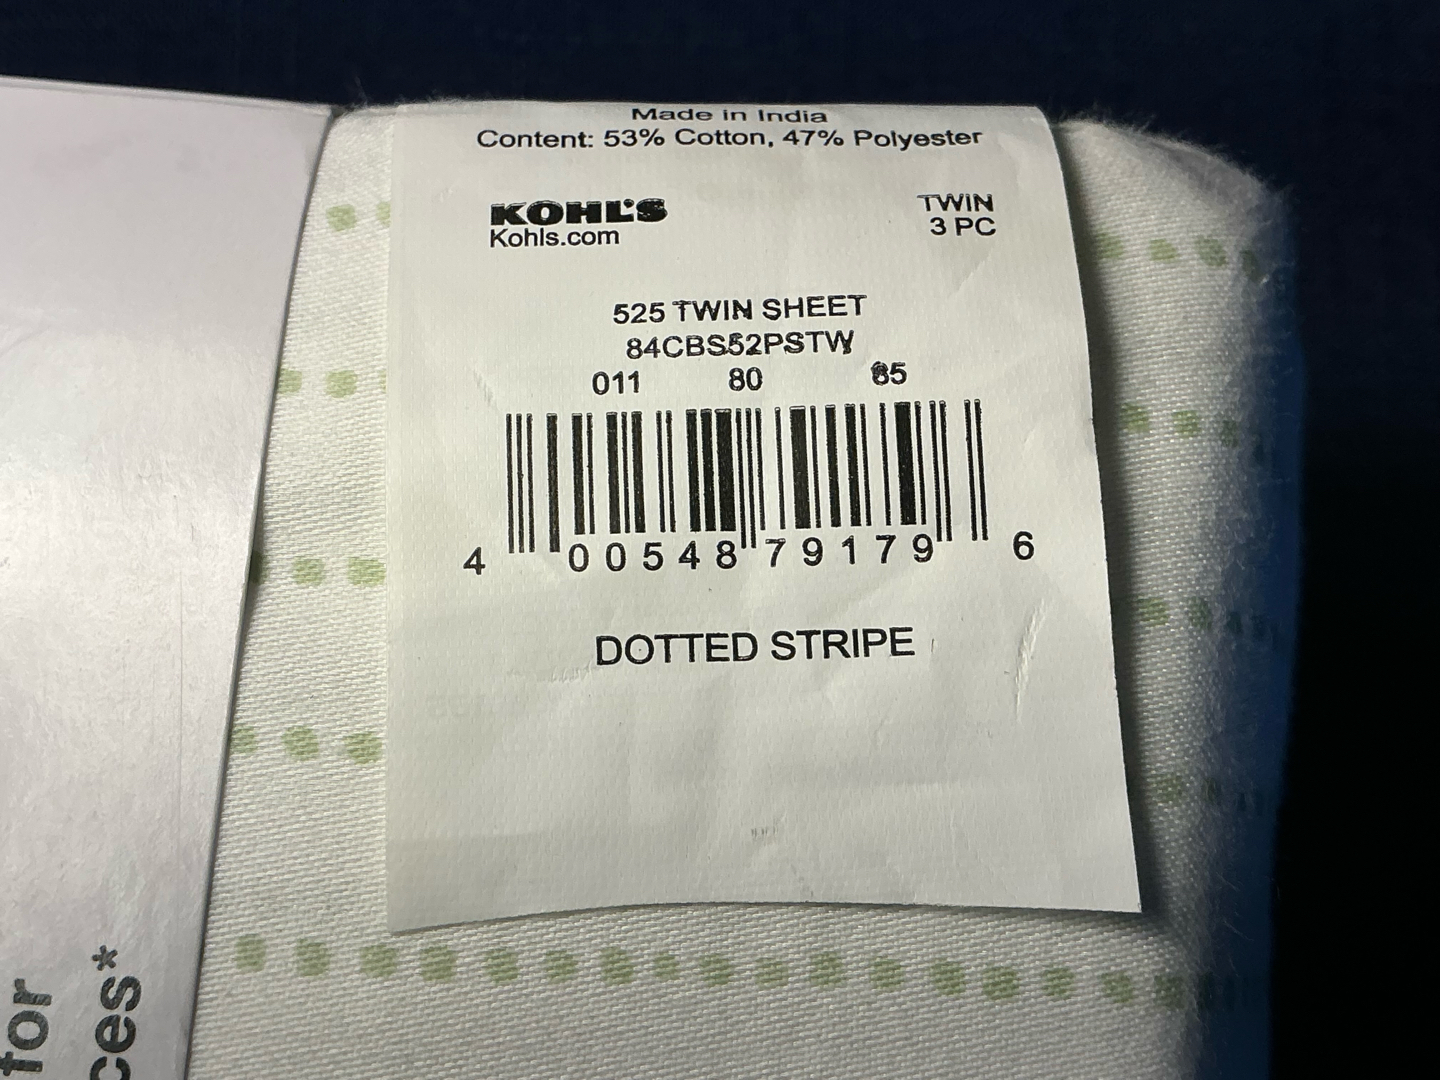 Made in India
Content: 53% Cotton, 47% Polyester
KOHL'S
Kohls.com
TWIN
3 PC
525 TWIN SHEET
84CBS52PSTW
011 80 85
4 00548 79179 6
DOTTED STRIPE
for
ces*